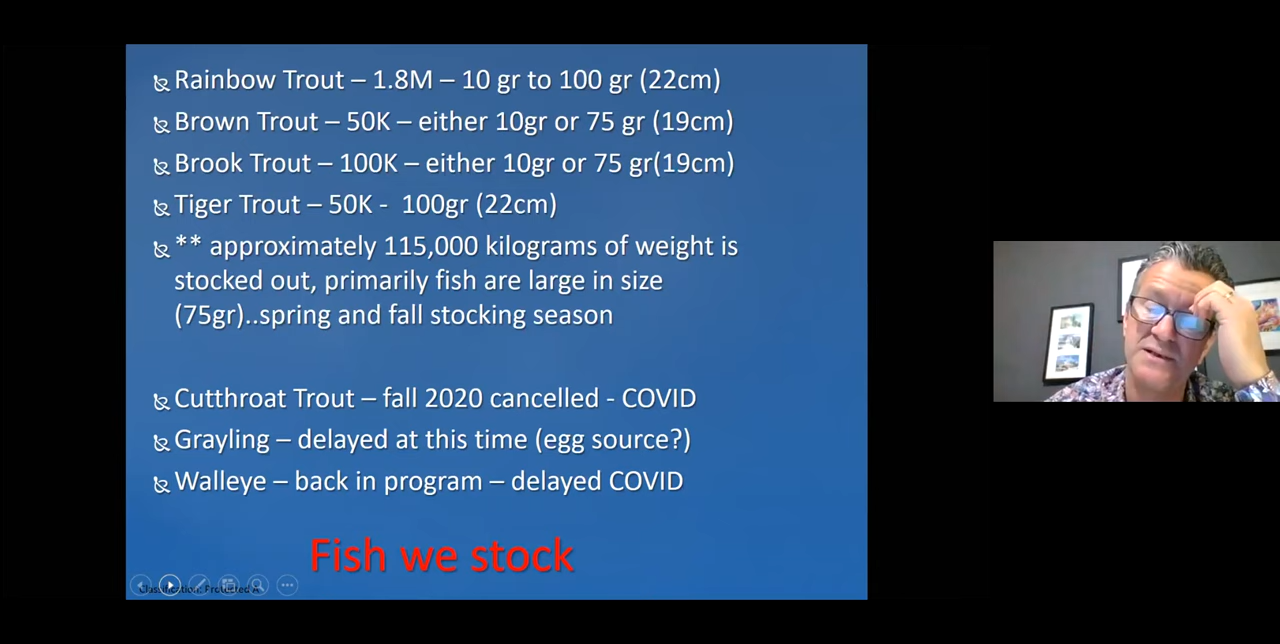 Rainbow Trout – 1.8M – 10 gr to 100 gr (22cm)
Brown Trout – 50K – either 10gr or 75 gr (19cm)
Brook Trout – 100K – either 10gr or 75 gr(19cm)
Tiger Trout – 50K - 100gr (22cm)
** approximately 115,000 kilograms of weight is
stocked out, primarily fish are large in size
(75gr)..spring and fall stocking season
Cutthroat Trout – fall 2020 cancelled - COVID
Grayling – delayed at this time (egg source?)
Walleye – back in program – delayed COVID
Fish we stock
Classification: Protected A